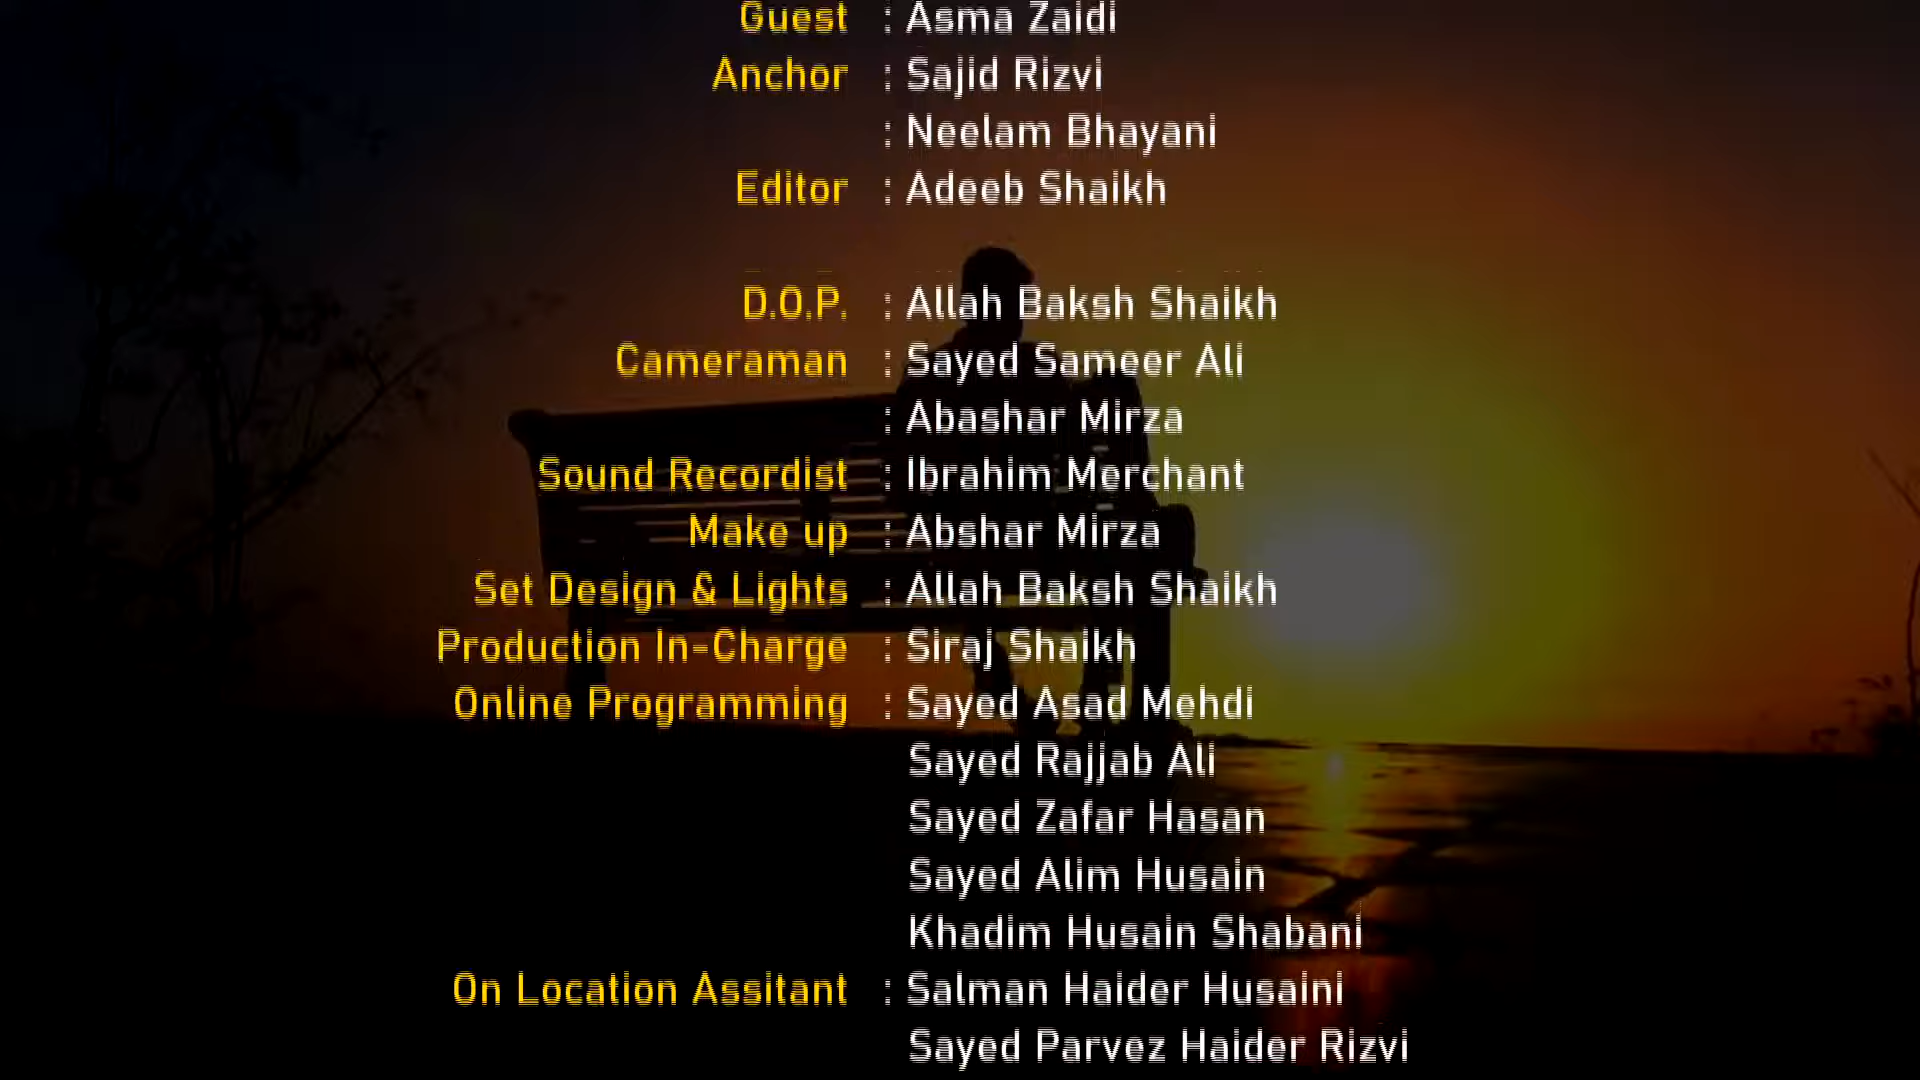 Guest : Asma Zaidi
Anchor : Sajid Rizvi
: Neelam Bhayani
Editor : Adeeb Shaikh
D.O.P. : Allah Baksh Shaikh
Cameraman : Sayed Sameer Ali
: Abashar Mirza
Sound Recordist : Ibrahim Merchant
Make up : Abshar Mirza
Set Design & Lights : Allah Baksh Shaikh
Production In-Charge : Siraj Shaikh
Online Programming : Sayed Asad Mehdi
Sayed Rajjab Ali
Sayed Zafar Hasan
Sayed Alim Husain
Khadim Husain Shabani
On Location Assitant : Salman Haider Husaini
Sayed Parvez Haider Rizvi